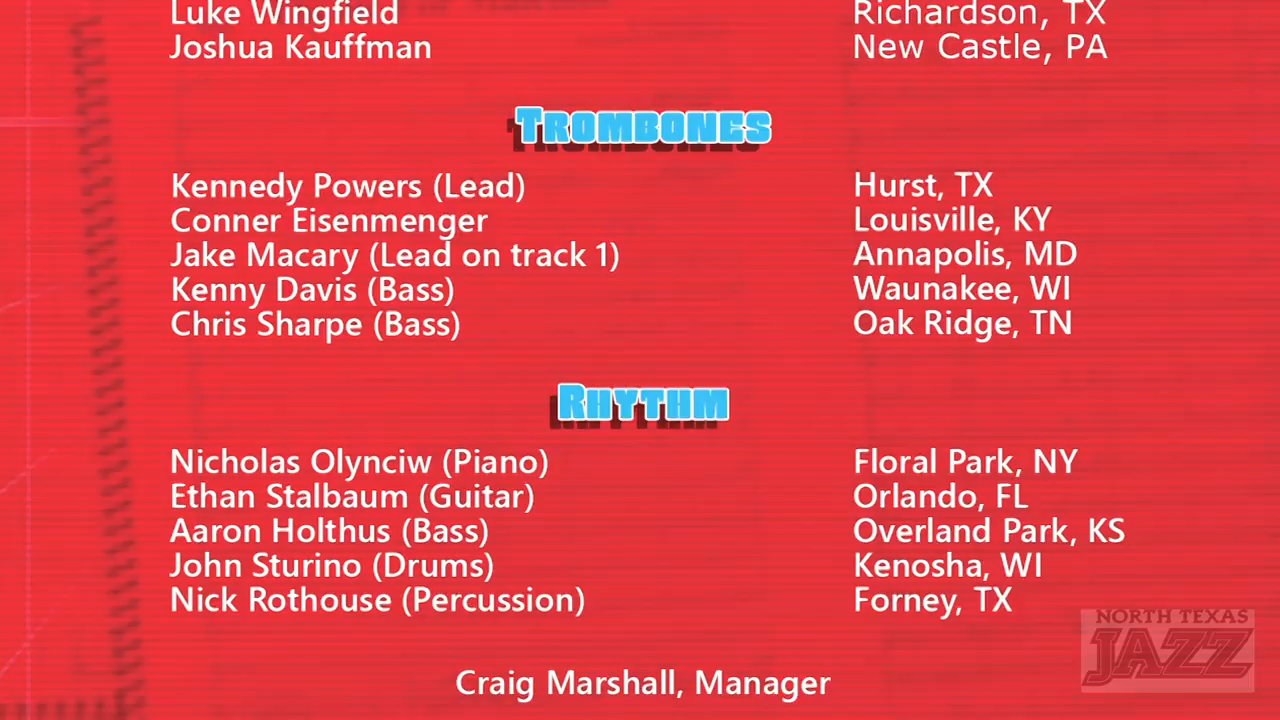 Luke Wingfield Richardson, TX
Joshua Kauffman New Castle, PA
TROMBONES
Kennedy Powers (Lead) Hurst, TX
Conner Eisenmenger Louisville, KY
Jake Macary (Lead on track 1) Annapolis, MD
Kenny Davis (Bass) Waunakee, WI
Chris Sharpe (Bass) Oak Ridge, TN
RHYTHM
Nicholas Olynciw (Piano) Floral Park, NY
Ethan Stalbaum (Guitar) Orlando, FL
Aaron Holthus (Bass) Overland Park, KS
John Sturino (Drums) Kenosha, WI
Nick Rothouse (Percussion) Forney, TX
NORTH TEXAS
JAZZ
Craig Marshall, Manager